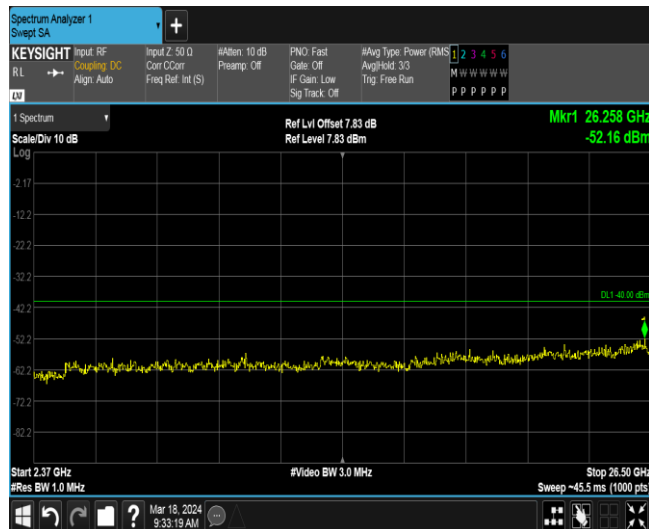 Spectrum Analyzer 1
Swept SA
+
KEYSIGHT
RL
LXI
Input: RF
Coupling: DC
Align: Auto
Input Z: 50 Ω
Corr CCorr
Freq Ref: Int (S)
#Atten: 10 dB
Preamp: Off
PNO: Fast
Gate: Off
IF Gain: Low
Sig Track: Off
#Avg Type: Power (RMS
Avg|Hold: 3/3
Trig: Free Run
1 2 3 4 5 6
M W W W W W
P P P P P P
1 Spectrum
Scale/Div 10 dB
Log
Ref Lvl Offset 7.83 dB
Ref Level 7.83 dBm
Mkr1 26.258 GHz
-52.16 dBm
-2.17
-12.2
-22.2
-32.2
-42.2
-52.2
-62.2
-72.2
-82.2
DL1 -40.00 dBm
Start 2.37 GHz
#Res BW 1.0 MHz
#Video BW 3.0 MHz
Stop 26.50 GHz
Sweep ~45.5 ms (1000 pts)
?
Mar 18, 2024
9:33:19 AM